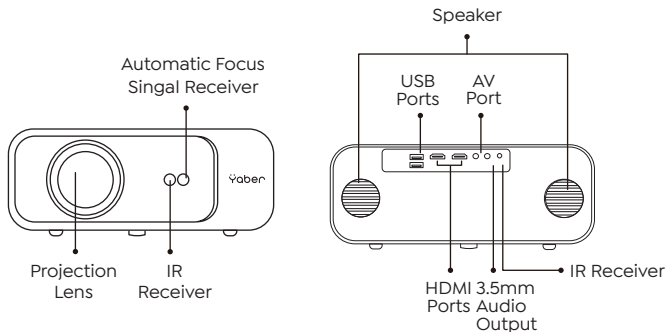 Speaker
Automatic Focus
Singal Receiver
USB
Ports
AV
Port
Yaber
Projection
Lens
IR
Receiver
HDMI
Ports
3.5mm
Audio
Output
IR Receiver